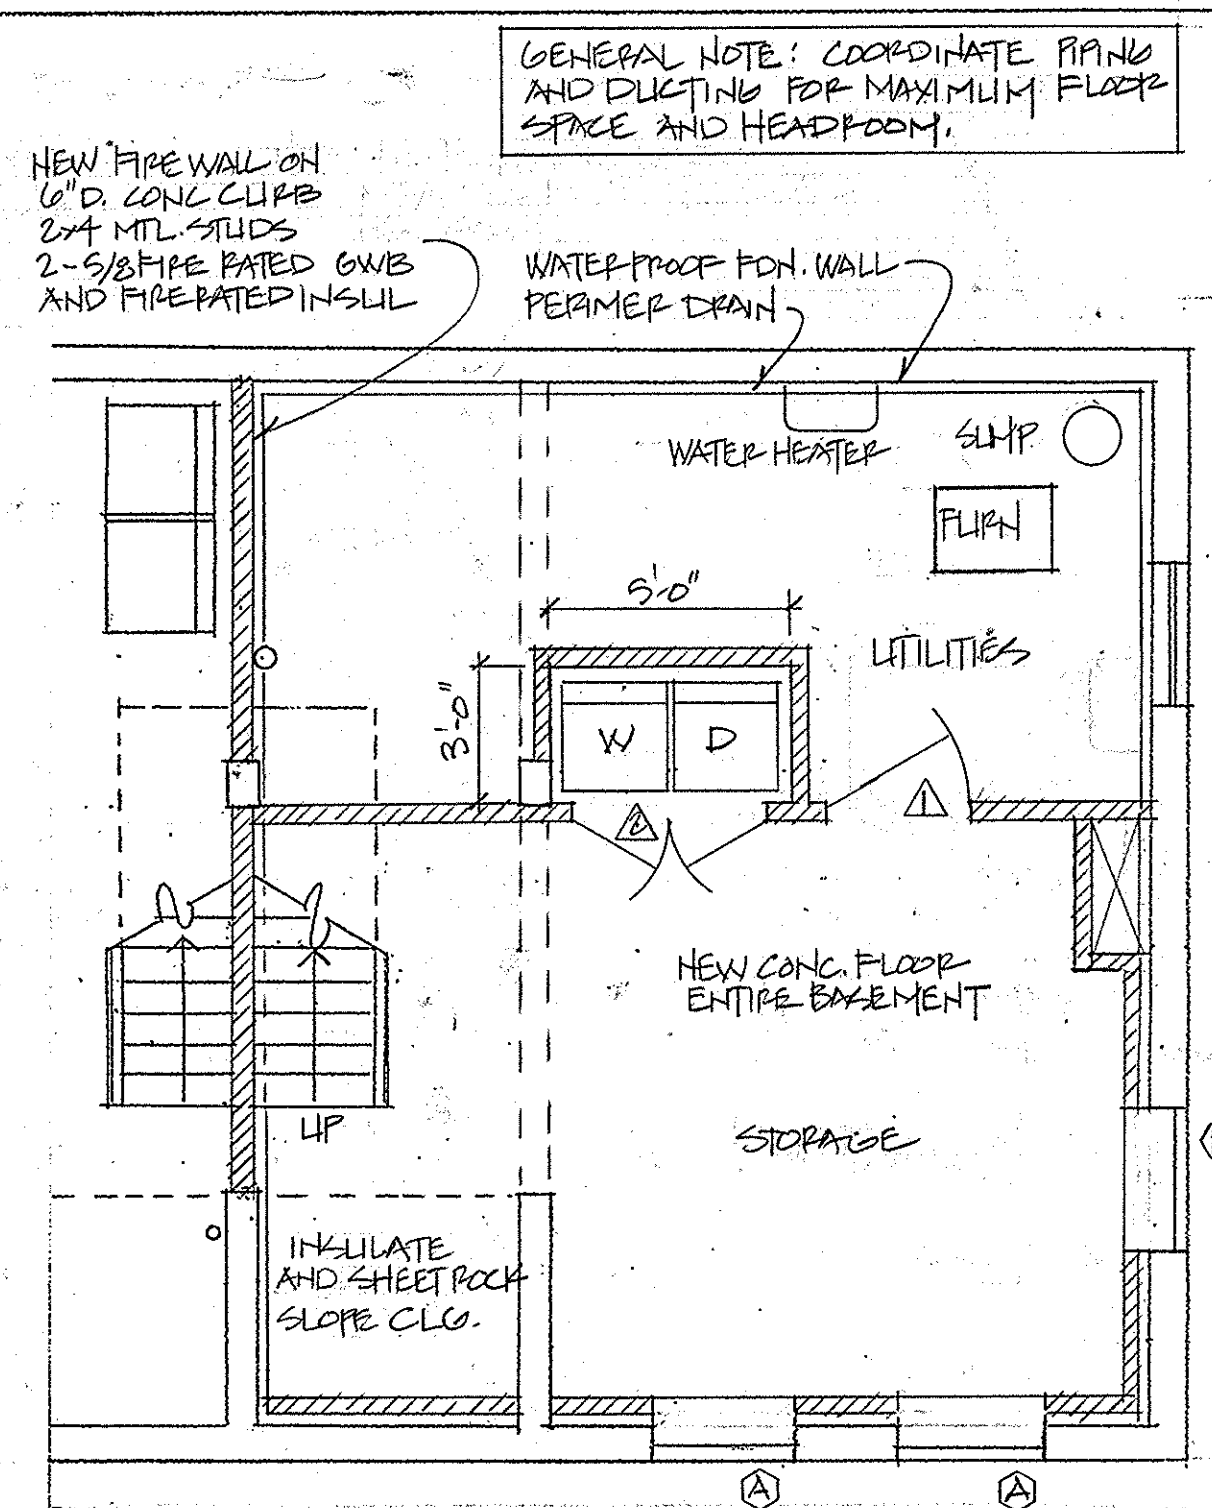 GENERAL NOTE: COORDINATE PIPING
AND DUCTING FOR MAXIMUM FLOOR
SPACE AND HEADROOM.
NEW FIREWALL ON
6"D. CONC CURB
2x4 MTL. STUDS
2-5/8 FIRE RATED GWB
AND FIRERATED INSUL
WATERPROOF FDN. WALL
PERIMER DRAIN
WATER HEATER
SUMP
FURN
5'-0"
UTILITIES
3'-0"
W
D
1
2
NEW CONC. FLOOR
ENTIRE BASEMENT
UP
STORAGE
INSULATE
AND SHEETROCK
SLOPE CLG.
A
A